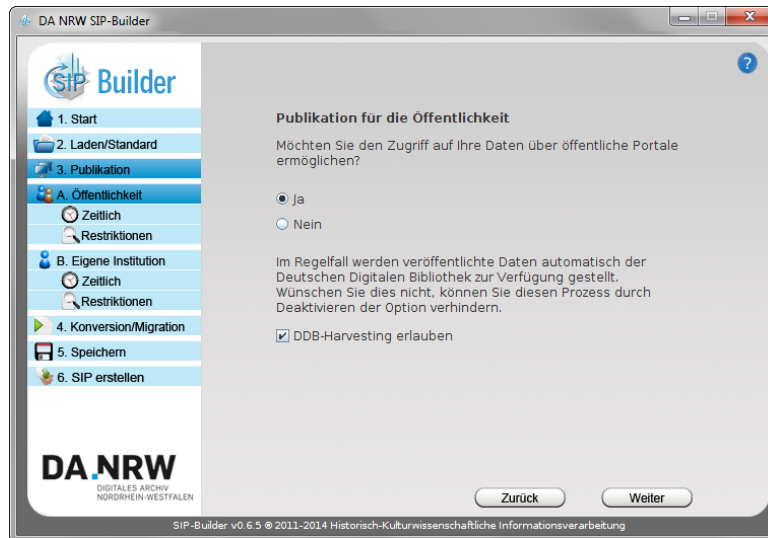 DA NRW SIP-Builder
SIP Builder
1. Start
2. Laden/Standard
3. Publikation
A. Öffentlichkeit
Zeitlich
Restriktionen
B. Eigene Institution
Zeitlich
Restriktionen
4. Konversion/Migration
5. Speichern
6. SIP erstellen
DA.NRW
DIGITALES ARCHIV
NORDRHEIN-WESTFALEN
?
Publikation für die Öffentlichkeit
Möchten Sie den Zugriff auf Ihre Daten über öffentliche Portale
ermöglichen?
Ja
Nein
Im Regelfall werden veröffentlichte Daten automatisch der
Deutschen Digitalen Bibliothek zur Verfügung gestellt.
Wünschen Sie dies nicht, können Sie diesen Prozess durch
Deaktivieren der Option verhindern.
DDB-Harvesting erlauben
Zurück
Weiter
SIP-Builder v0.6.5 © 2011-2014 Historisch-Kulturwissenschaftliche Informationsverarbeitung